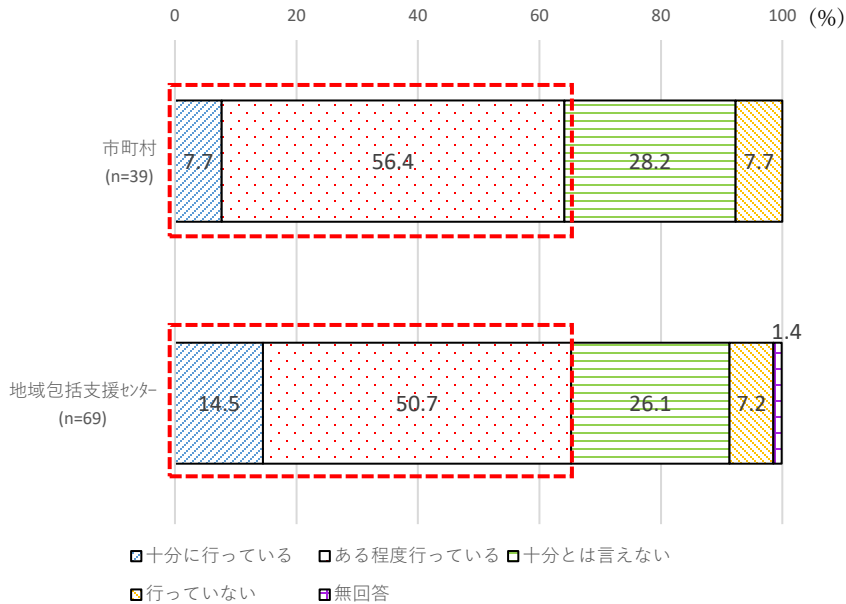 0 20 40 60 80 100 (%)
市町村
(n=39)
7.7 56.4 28.2 7.7
1.4
地域包括支援ｾﾝﾀｰ
(n=69)
14.5 50.7 26.1 7.2
十分に行っている ある程度行っている 十分とは言えない
行っていない 無回答